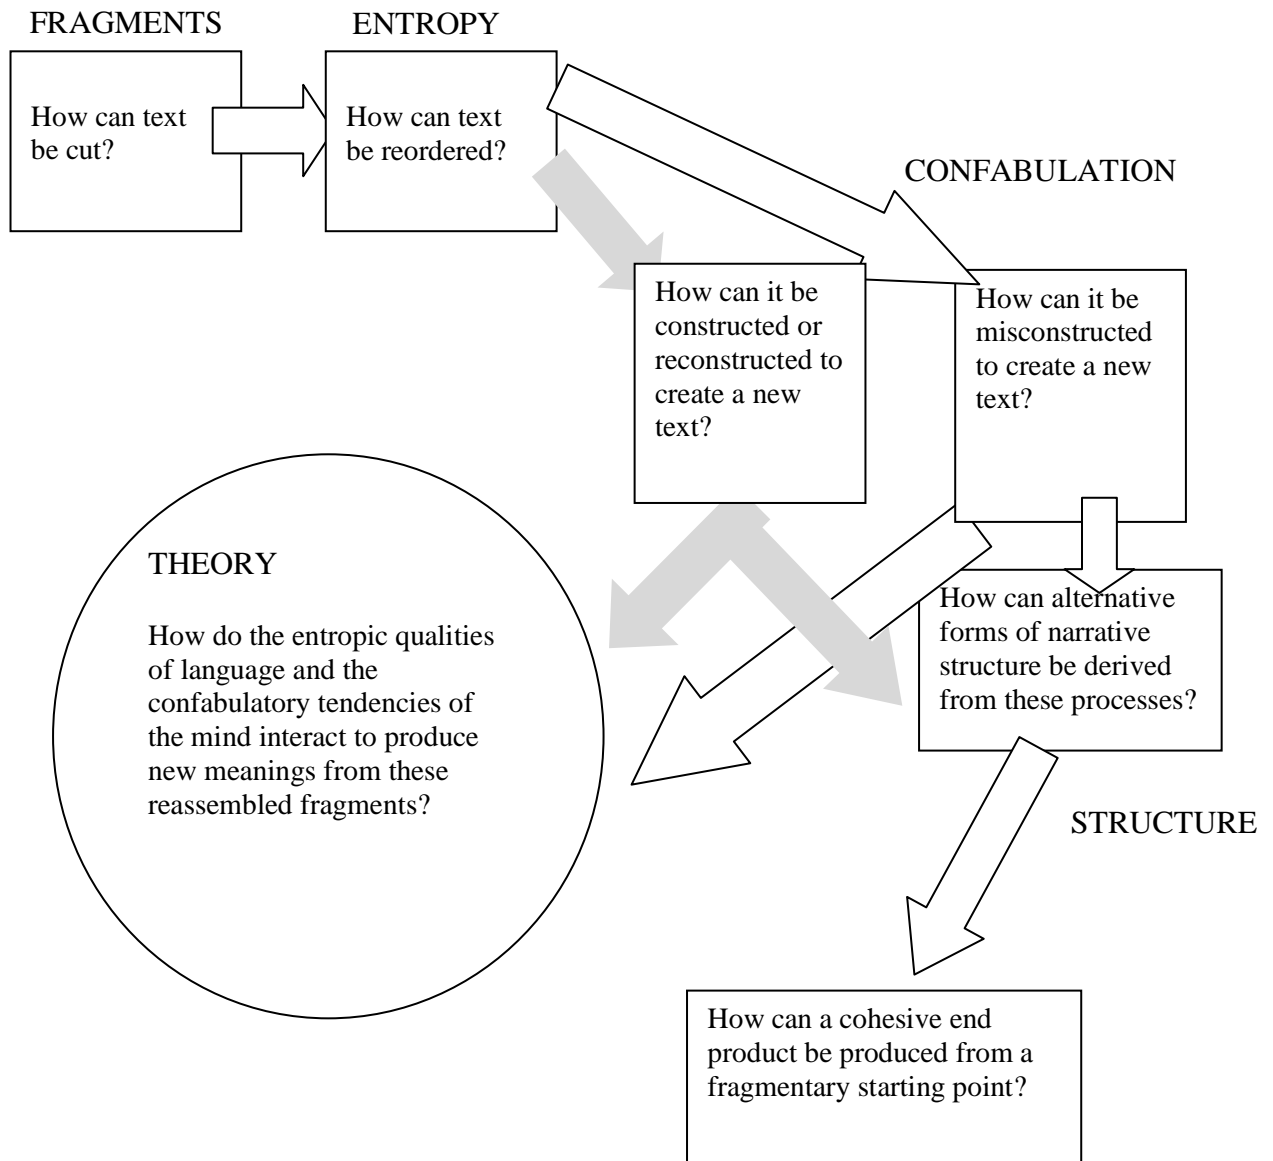 FRAGMENTS
ENTROPY
How can text
be cut?
How can text
be reordered?
CONFABULATION
How can it be
constructed or
reconstructed to
create a new
text?
How can it be
misconstructed
to create a new
text?
THEORY
How do the entropic qualities
of language and the
confabulatory tendencies of
the mind interact to produce
new meanings from these
reassembled fragments?
How can alternative
forms of narrative
structure be derived
from these processes?
STRUCTURE
How can a cohesive end
product be produced from a
fragmentary starting point?